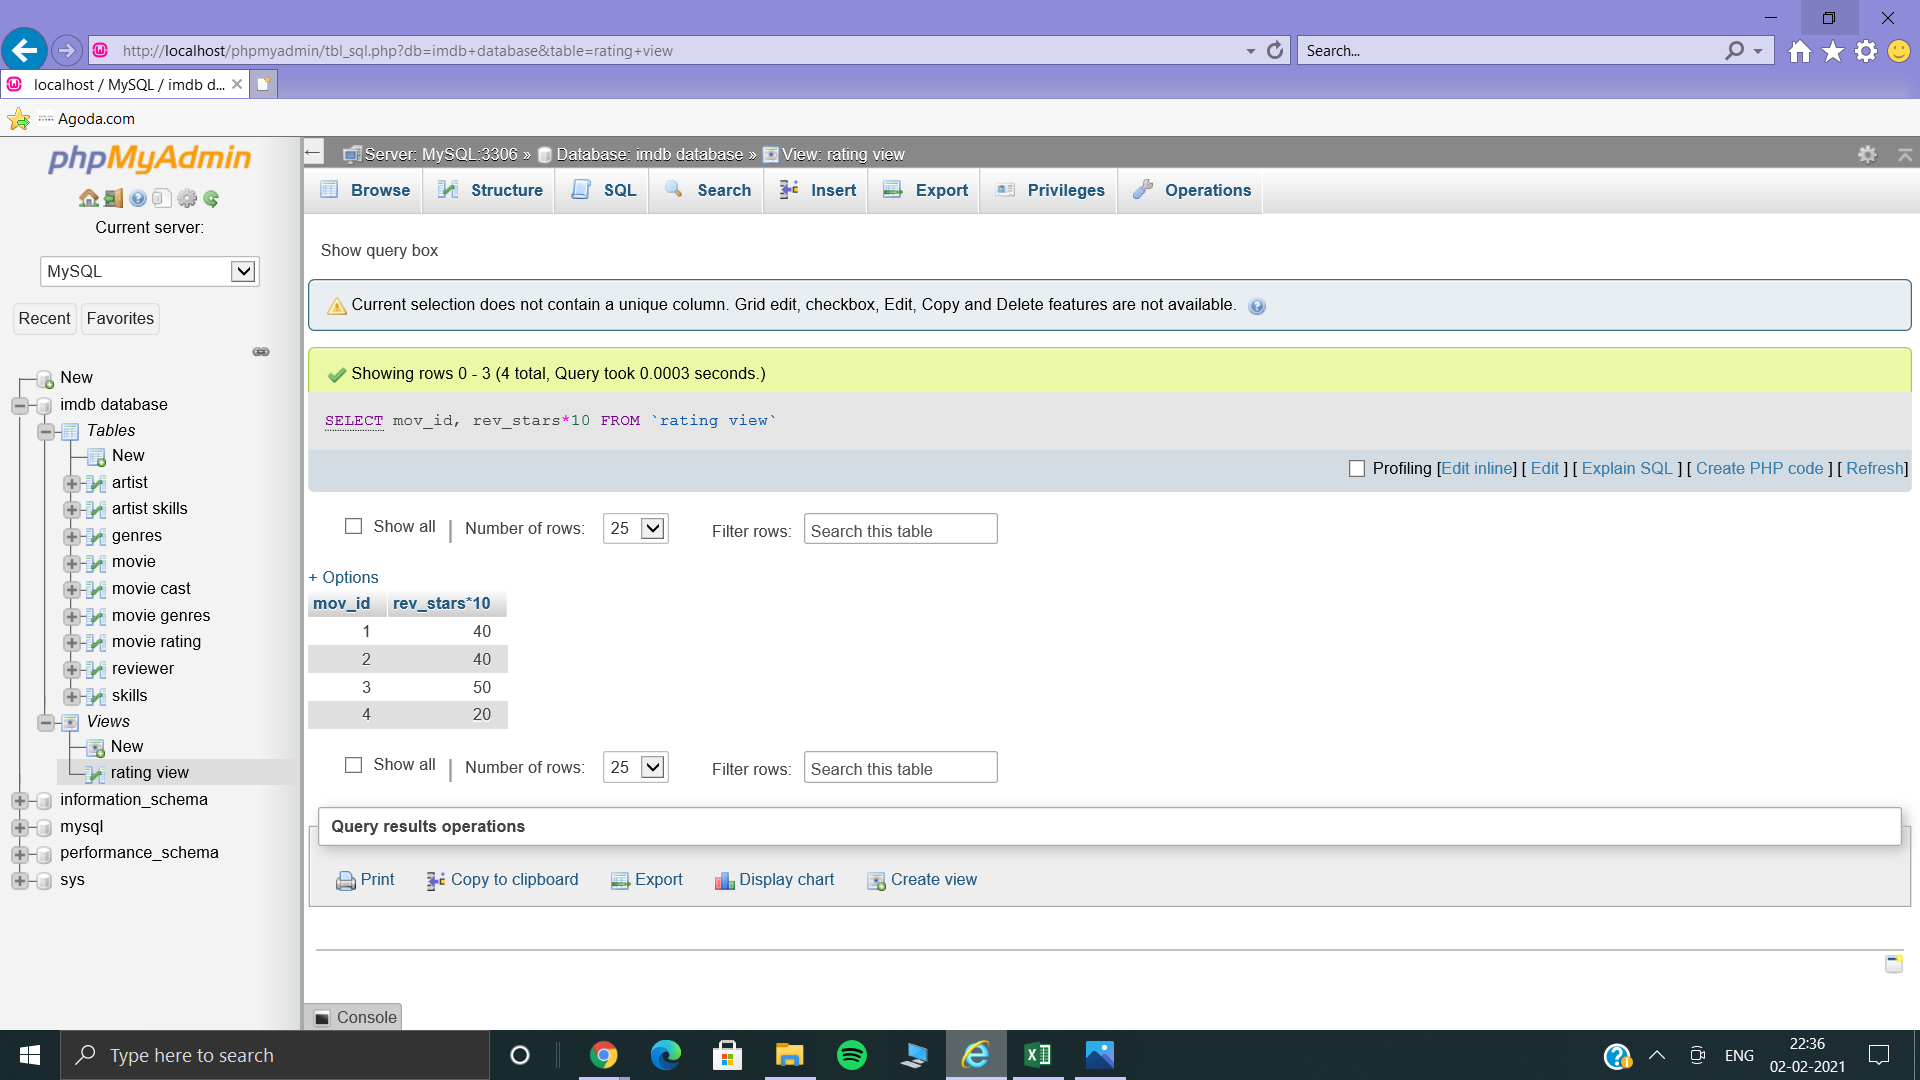 http://localhost/phpmyadmin/tbl_sql.php?db=imdb+database&table=rating+view
Search...
localhost / MySQL / imdb d...
Agoda.com
phpMyAdmin
Current server:
MySQL
Recent
Favorites
New
imdb database
Tables
New
artist
artist skills
genres
movie
movie cast
movie genres
movie rating
reviewer
skills
Views
New
rating view
information_schema
mysql
performance_schema
sys
Server: MySQL:3306 » Database: imdb database » View: rating view
Browse Structure SQL Search Insert Export Privileges Operations
Show query box
Current selection does not contain a unique column. Grid edit, checkbox, Edit, Copy and Delete features are not available.
Showing rows 0 - 3 (4 total, Query took 0.0003 seconds.)
SELECT mov_id, rev_stars*10 FROM `rating view`
Profiling [Edit inline] [ Edit ] [ Explain SQL ] [ Create PHP code ] [ Refresh]
Show all | Number of rows: 25 Filter rows: Search this table
+ Options
mov_id rev_stars*10
1 40
2 40
3 50
4 20
Show all | Number of rows: 25 Filter rows: Search this table
Query results operations
Print Copy to clipboard Export Display chart Create view
Console
Type here to search
ENG
22:36
02-02-2021